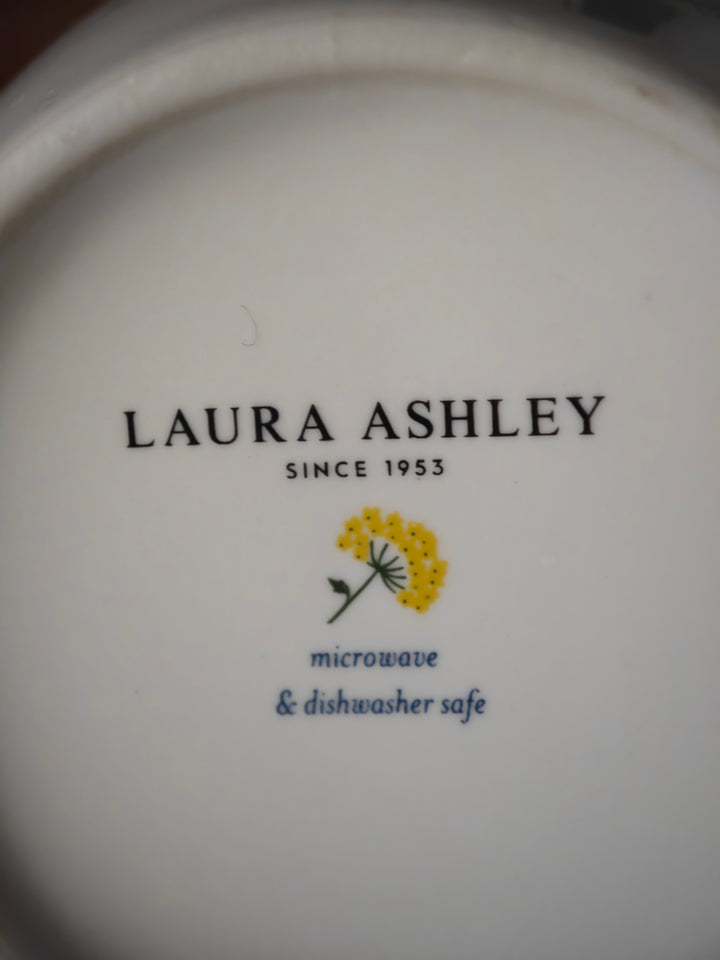 LAURA ASHLEY
SINCE 1953
microwave
& dishwasher safe